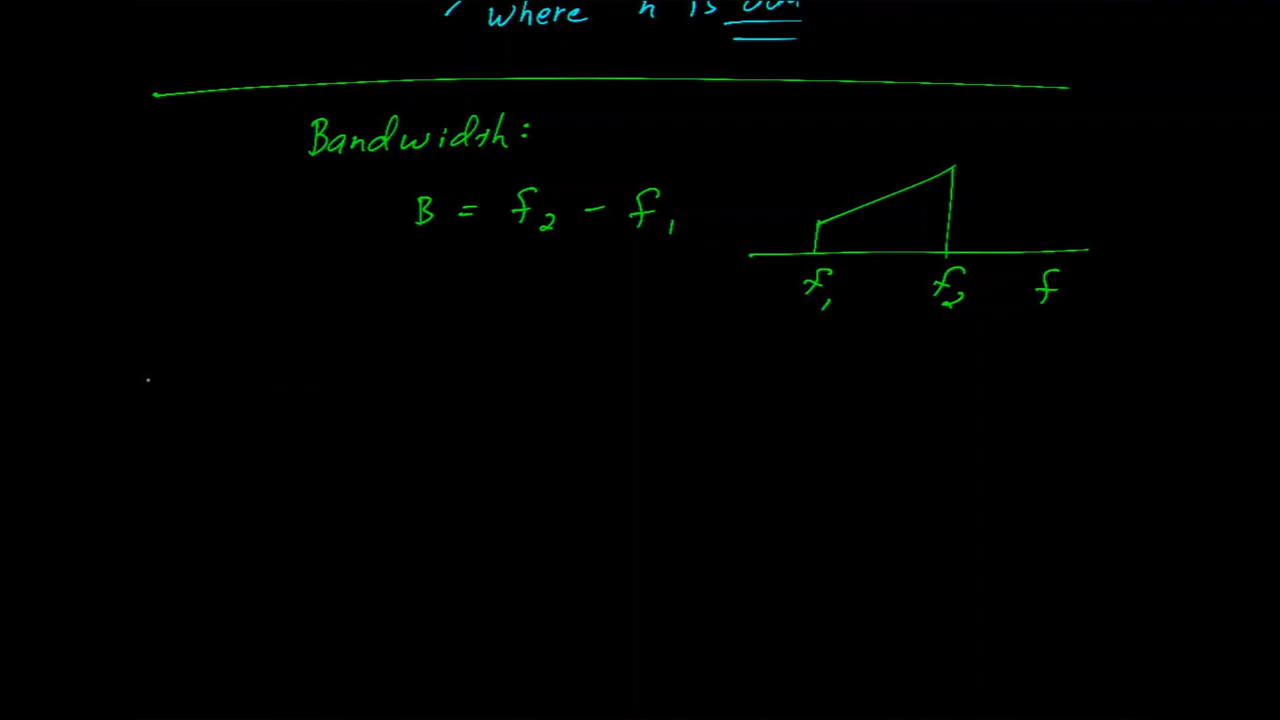 where n is
Bandwidth:
B = f₂ - f₁
f₁ f₂ f